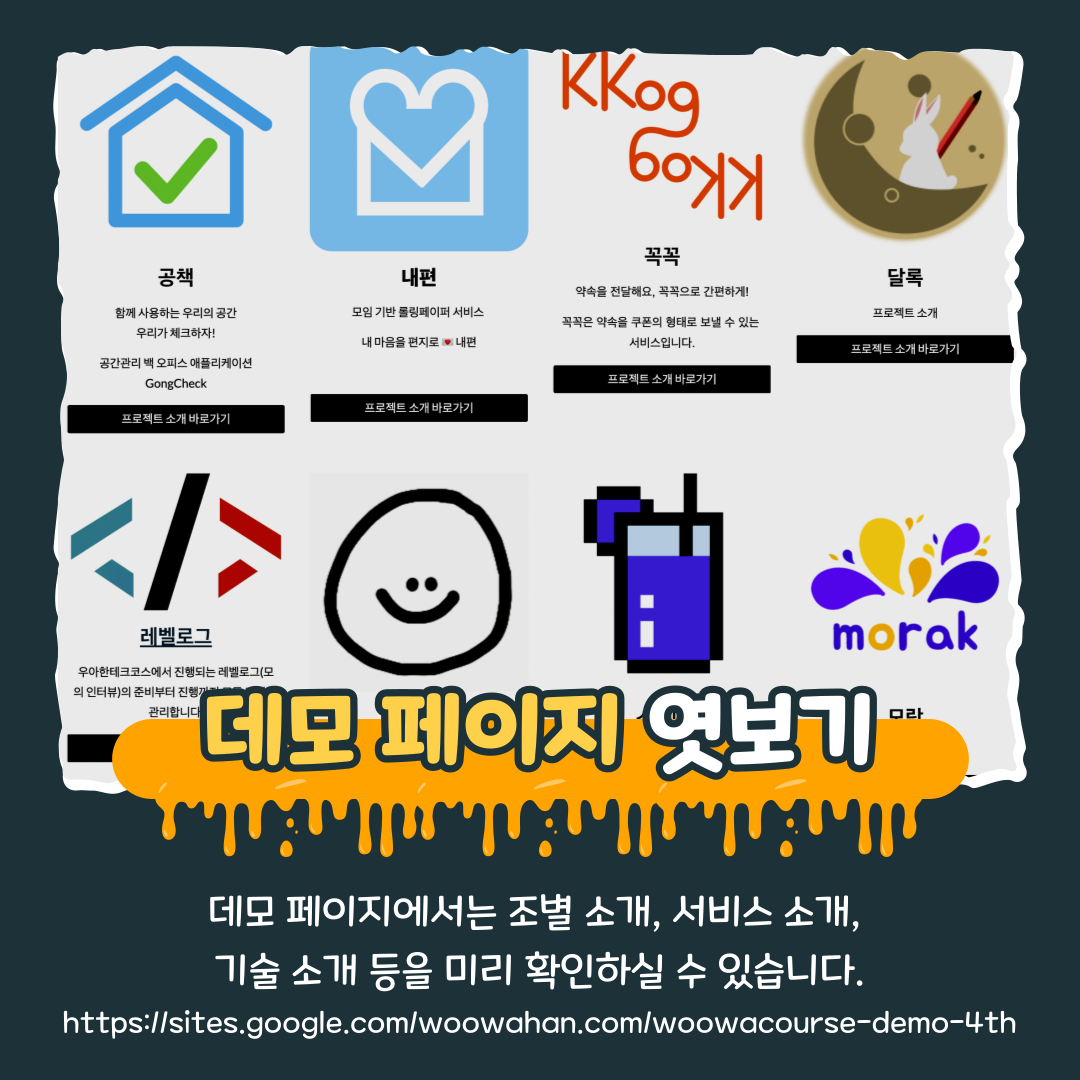 KKog
KKog
공책
함께 사용하는 우리의 공간
우리가 체크하자!
공간관리 백 오피스 애플리케이션
GongCheck
프로젝트 소개 바로가기
내편
모임 기반 롤링페이퍼 서비스
내 마음을 편지로 💌 내편
프로젝트 소개 바로가기
꼭꼭
약속을 전달해요, 꼭꼭으로 간편하게!
꼭꼭은 약속을 쿠폰의 형태로 보낼 수 있는
서비스입니다.
프로젝트 소개 바로가기
달록
프로젝트 소개
프로젝트 소개 바로가기
레벨로그
우아한테크코스에서 진행되는 레벨로그(모
의 인터뷰)의 준비부터 진행까지
관리합니다
morak
모락
데모 페이지 엿보기
데모 페이지에서는 조별 소개, 서비스 소개,
기술 소개 등을 미리 확인하실 수 있습니다.
https://sites.google.com/woowahan.com/woowacourse-demo-4th